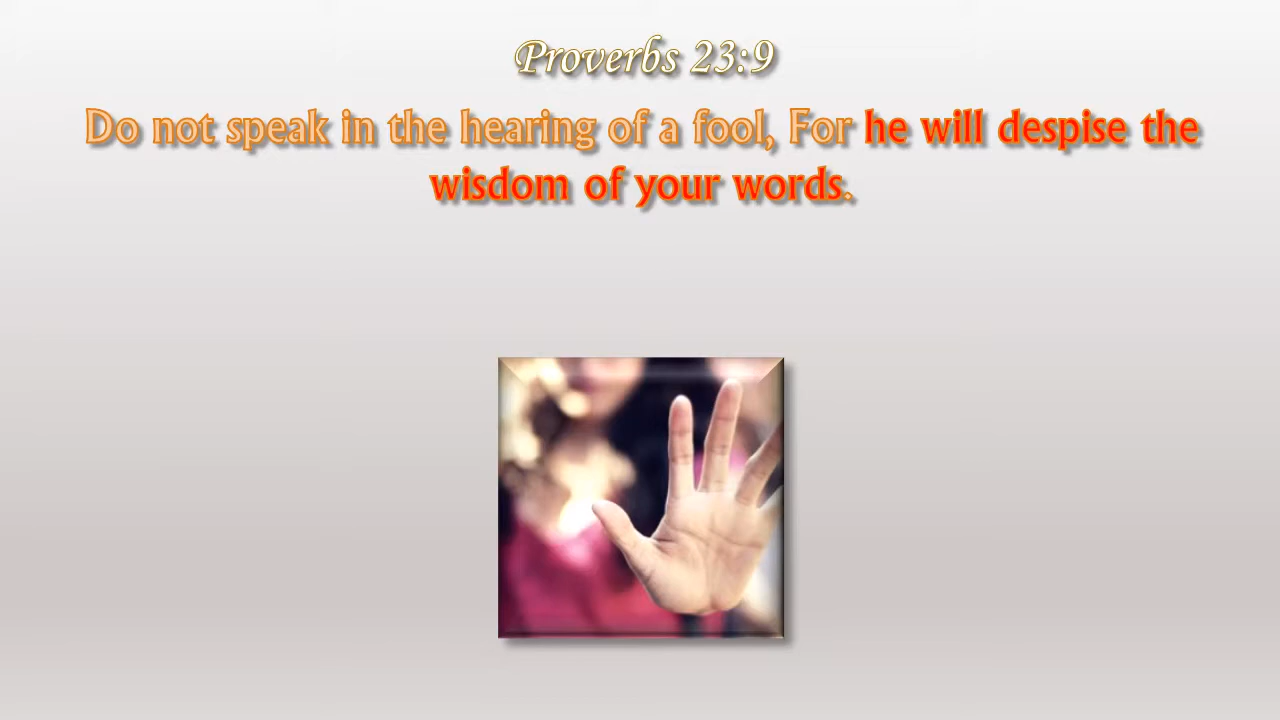 Proverbs 23:9
Do not speak in the hearing of a fool, For he will despise the
wisdom of your words.